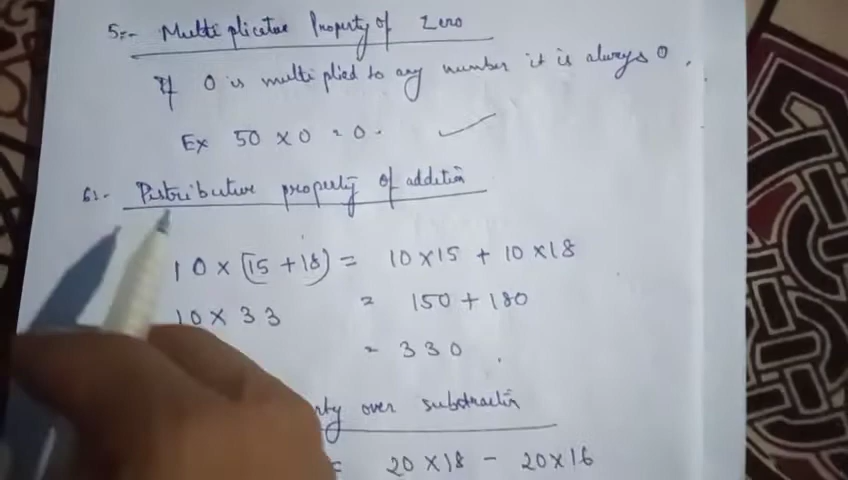 5:- Multiplicative Property of Zero
If 0 is multiplied to any number it is always 0.
Ex 50 × 0 = 0.
6:- Distributive property of addition
10 × (15 + 18) = 10 × 15 + 10 × 18
10 × 33 = 150 + 180
= 330
over substraction
= 20 × 18 - 20 × 16